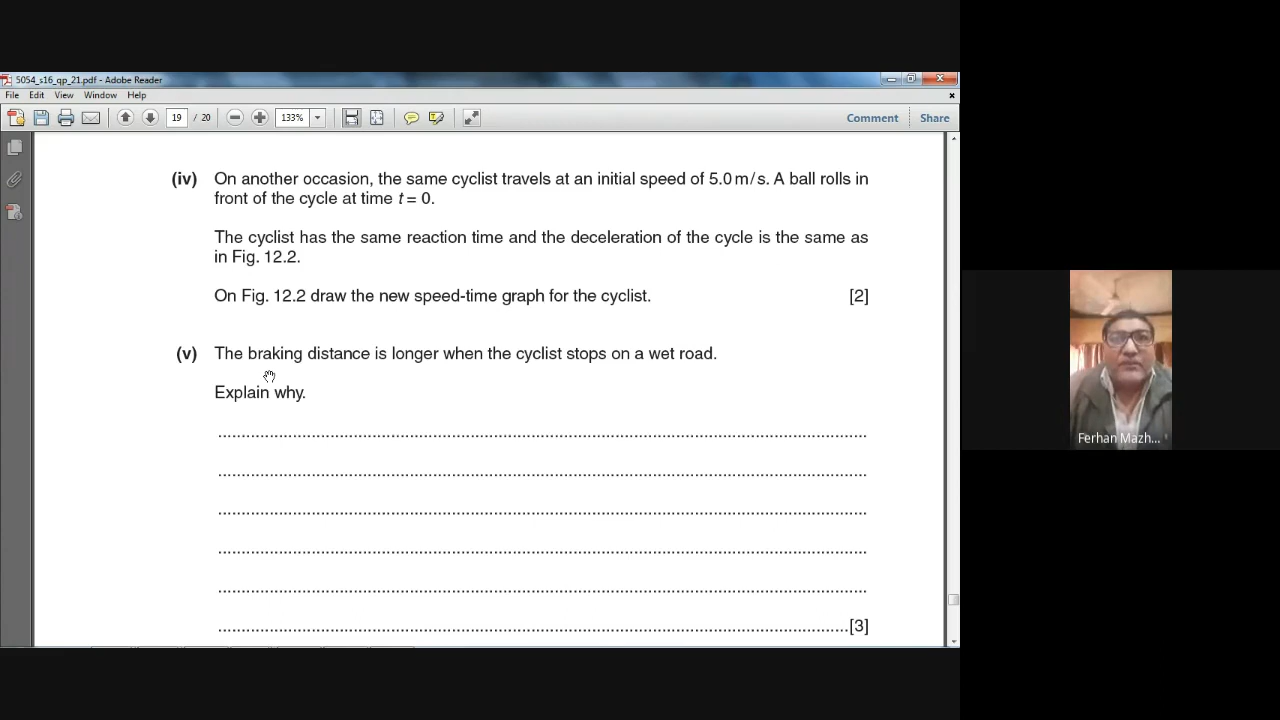 5054_s16_qp_21.pdf - Adobe Reader
File Edit View Window Help
19 / 20 133% Comment Share
(iv) On another occasion, the same cyclist travels at an initial speed of 5.0 m/s. A ball rolls in
front of the cycle at time t = 0.
The cyclist has the same reaction time and the deceleration of the cycle is the same as
in Fig. 12.2.
On Fig. 12.2 draw the new speed-time graph for the cyclist. [2]
(v) The braking distance is longer when the cyclist stops on a wet road.
Explain why.
[3]
Ferhan Mazh...